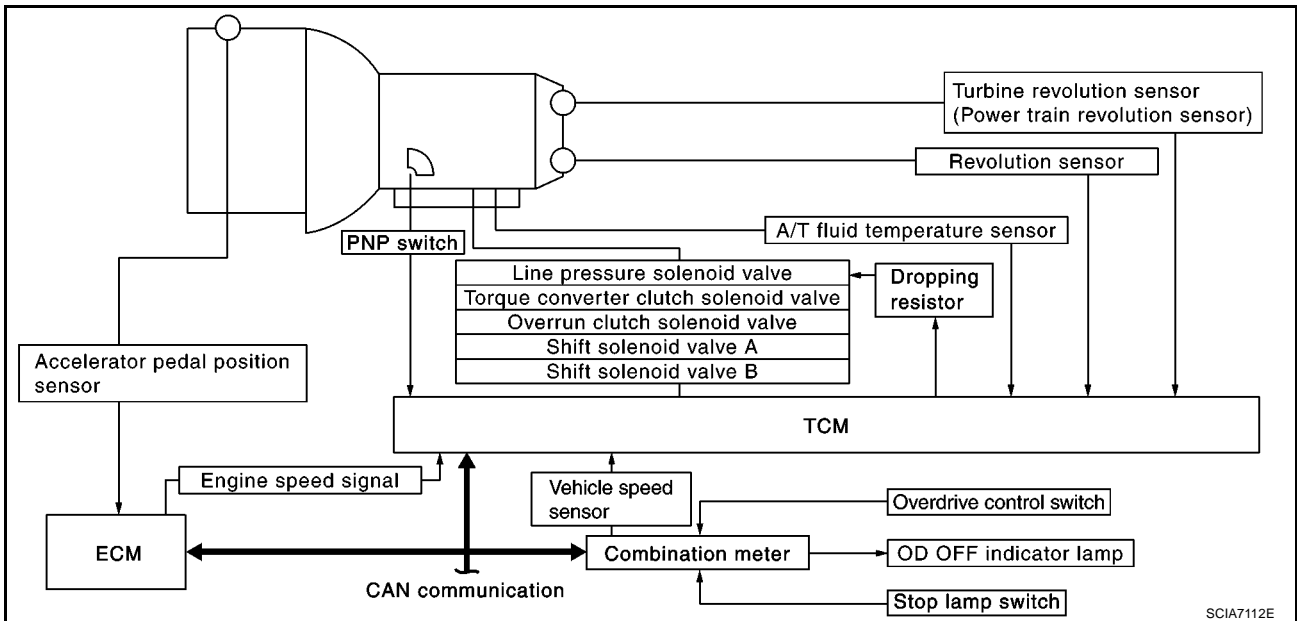 Turbine revolution sensor
(Power train revolution sensor)
Revolution sensor
PNP switch
A/T fluid temperature sensor
Line pressure solenoid valve
Torque converter clutch solenoid valve
Overrun clutch solenoid valve
Shift solenoid valve A
Shift solenoid valve B
Dropping
resistor
Accelerator pedal position
sensor
TCM
Engine speed signal
Vehicle speed
sensor
Overdrive control switch
ECM
Combination meter
OD OFF indicator lamp
CAN communication
Stop lamp switch
SCIA7112E